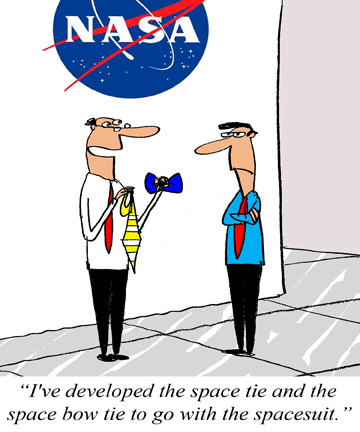 NASA
“I've developed the space tie and the
space bow tie to go with the spacesuit.”